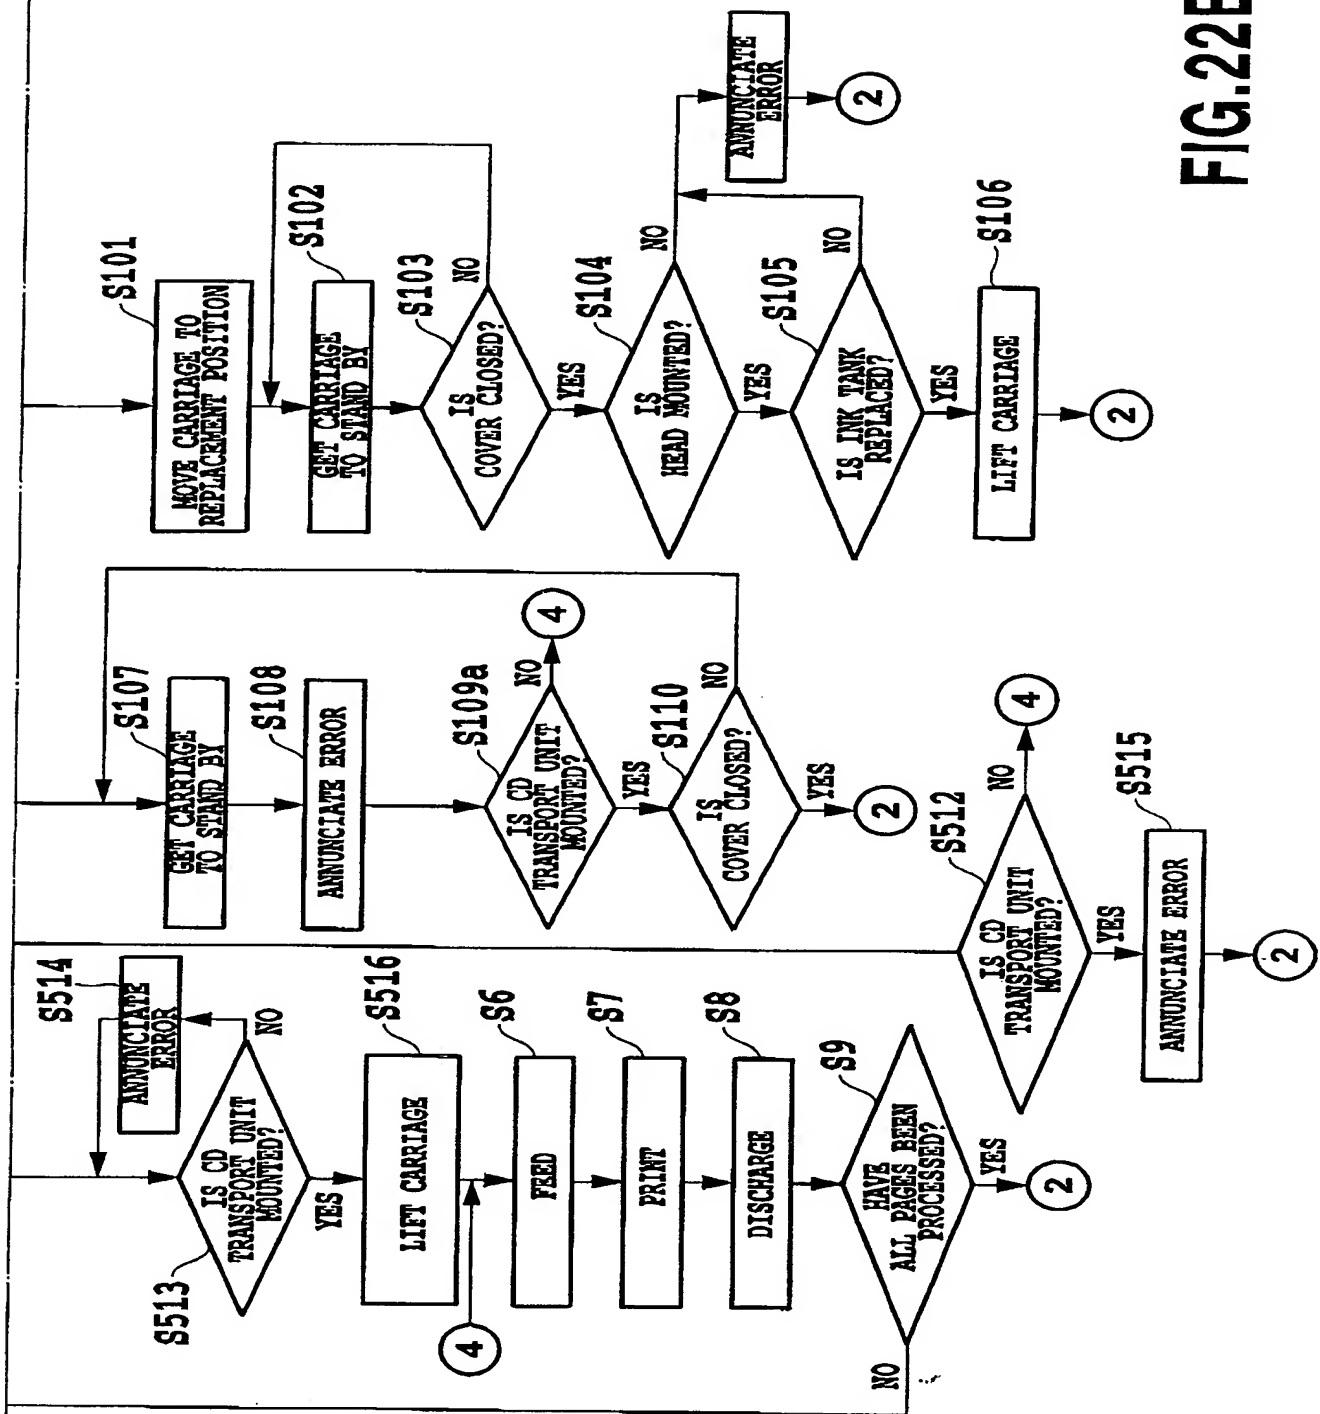 S514
ANNUNCIATE
ERROR
S513
IS CD
TRANSPORT UNIT
MOUNTED?
NO
YES
S516
LIFT CARRIAGE
4
S6
FEED
S7
PRINT
S8
DISCHARGE
S9
HAVE
ALL PAGES BEEN
PROCESSED?
NO
YES
2
S107
GET CARRIAGE
TO STAND BY
S108
ANNUNCIATE ERROR
S109a
IS CD
TRANSPORT UNIT
MOUNTED?
NO
4
YES
S110
IS
COVER CLOSED?
NO
YES
2
S512
IS CD
TRANSPORT UNIT
MOUNTED?
NO
4
YES
S515
ANNUNCIATE ERROR
2
S101
MOVE CARRIAGE TO
REPLACEMENT POSITION
S102
GET CARRIAGE
TO STAND BY
S103
IS
COVER CLOSED?
NO
YES
S104
IS
HEAD MOUNTED?
NO
ANNUNCIATE
ERROR
2
YES
S105
IS INK TANK
REPLACED?
NO
YES
S106
LIFT CARRIAGE
2
FIG.22B